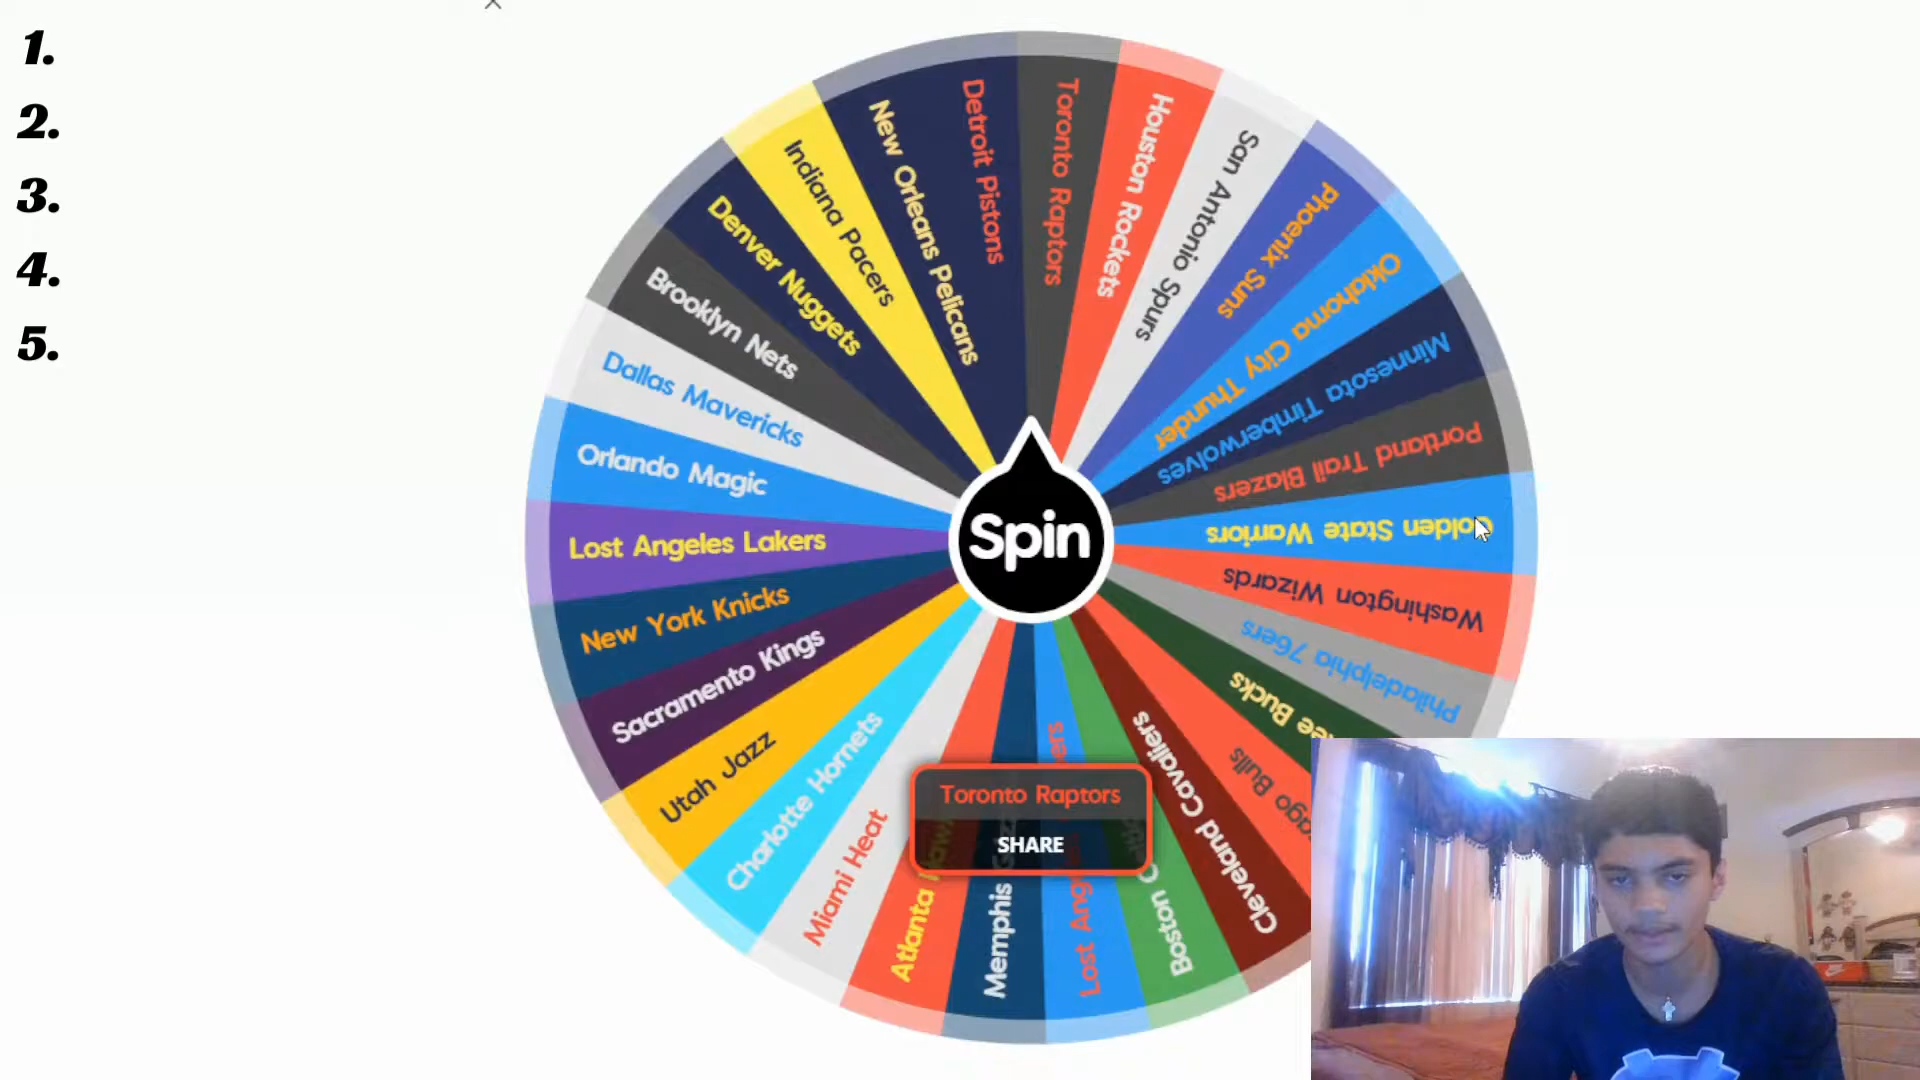 1.
2.
3.
4.
5.
Detroit Pistons
Toronto Raptors
Houston Rockets
San Antonio Spurs
Phoenix Suns
Oklahoma City Thunder
Minnesota Timberwolves
Portland Trail Blazers
Golden State Warriors
Washington Wizards
Philadelphia 76ers
Bucks
Bulls
Cleveland Cavaliers
Boston
Lost
Memphis
Atlanta
Miami Heat
Charlotte Hornets
Utah Jazz
Sacramento Kings
New York Knicks
Lost Angeles Lakers
Orlando Magic
Dallas Mavericks
Brooklyn Nets
Denver Nuggets
Indiana Pacers
New Orleans Pelicans
Spin
Toronto Raptors
SHARE